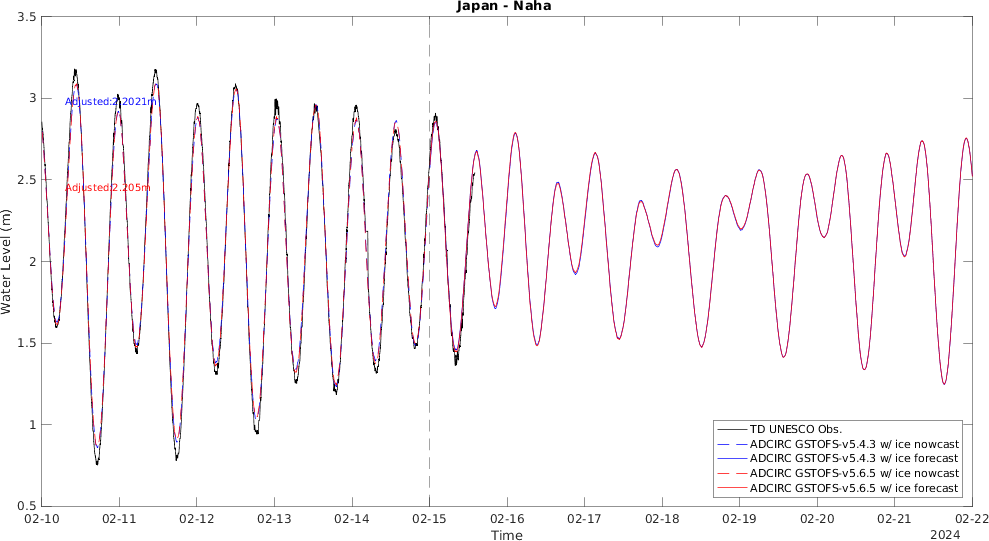 Japan - Naha
3.5
3
2.5
2
1.5
1
0.5
Water Level (m)
Adjusted:2.2021m
Adjusted:2.205m
TD UNESCO Obs.
ADCIRC GSTOFS-v5.4.3 w/ ice nowcast
ADCIRC GSTOFS-v5.4.3 w/ ice forecast
ADCIRC GSTOFS-v5.6.5 w/ ice nowcast
ADCIRC GSTOFS-v5.6.5 w/ ice forecast
02-10 02-11 02-12 02-13 02-14 02-15 02-16 02-17 02-18 02-19 02-20 02-21 02-22
Time
2024